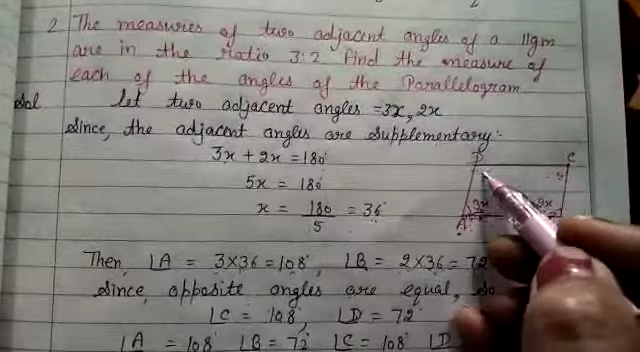 2 The measures of two adjacent angles of a ||gm
are in the ratio 3:2 Find the measure of
each of the angles of the Parallelogram
Sol let two adjacent angles = 3x, 2x
Since, the adjacent angles are supplementary:-
3x + 2x = 180°
5x = 180°
x = 180/5 = 36°
D C
3x 2x
A
Then, ∠A = 3×36 = 108°, ∠B = 2×36 = 72
Since, opposite angles are equal, So
∠C = 108°, ∠D = 72°
∠A = 108° ∠B = 72° ∠C = 108° ∠D